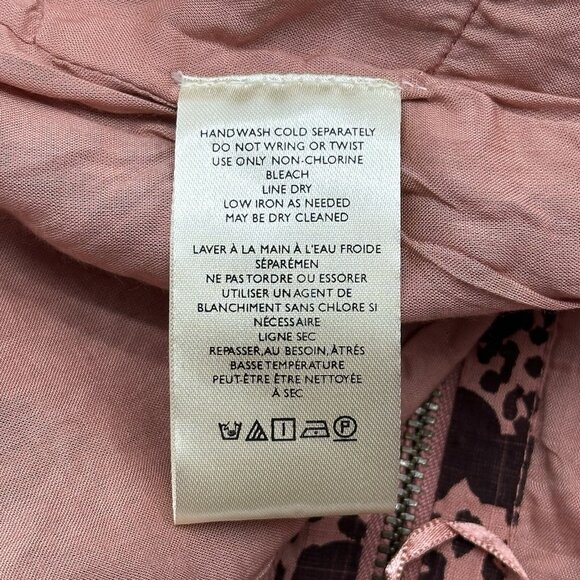 HANDWASH COLD SEPARATELY
DO NOT WRING OR TWIST
USE ONLY NON-CHLORINE
BLEACH
LINE DRY
LOW IRON AS NEEDED
MAY BE DRY CLEANED
LAVER À LA MAIN À L'EAU FROIDE
SÉPARÉMEN
NE PAS TORDRE OU ESSORER
UTILISER UN AGENT DE
BLANCHIMENT SANS CHLORE SI
NÉCESSAIRE
LIGNE SEC
REPASSER,AU BESOIN,ÀTRÉS
BASSE TEMPÉRATURE
PEUT-ÊTRE ÊTRE NETTOYÉE
À SEC
P